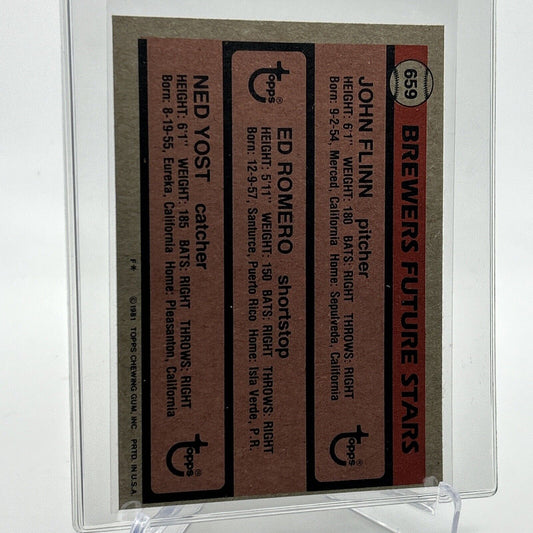 659
BREWERS FUTURE STARS
JOHN FLINN pitcher
HEIGHT: 6'1" WEIGHT: 180 BATS: RIGHT THROWS: RIGHT
Born: 9-2-54, Merced, California Home: Sepulveda, California
topps®
ED ROMERO shortstop
HEIGHT: 5'11" WEIGHT: 150 BATS: RIGHT THROWS: RIGHT
Born: 12-9-57, Santurce, Puerto Rico Home: Isla Verde, P.R.
topps®
NED YOST catcher
HEIGHT: 6'1" WEIGHT: 185 BATS: RIGHT THROWS: RIGHT
Born: 8-19-55, Eureka, California Home: Pleasanton, California
topps®
F* ©1981 TOPPS CHEWING GUM, INC. PRTD. IN U.S.A.